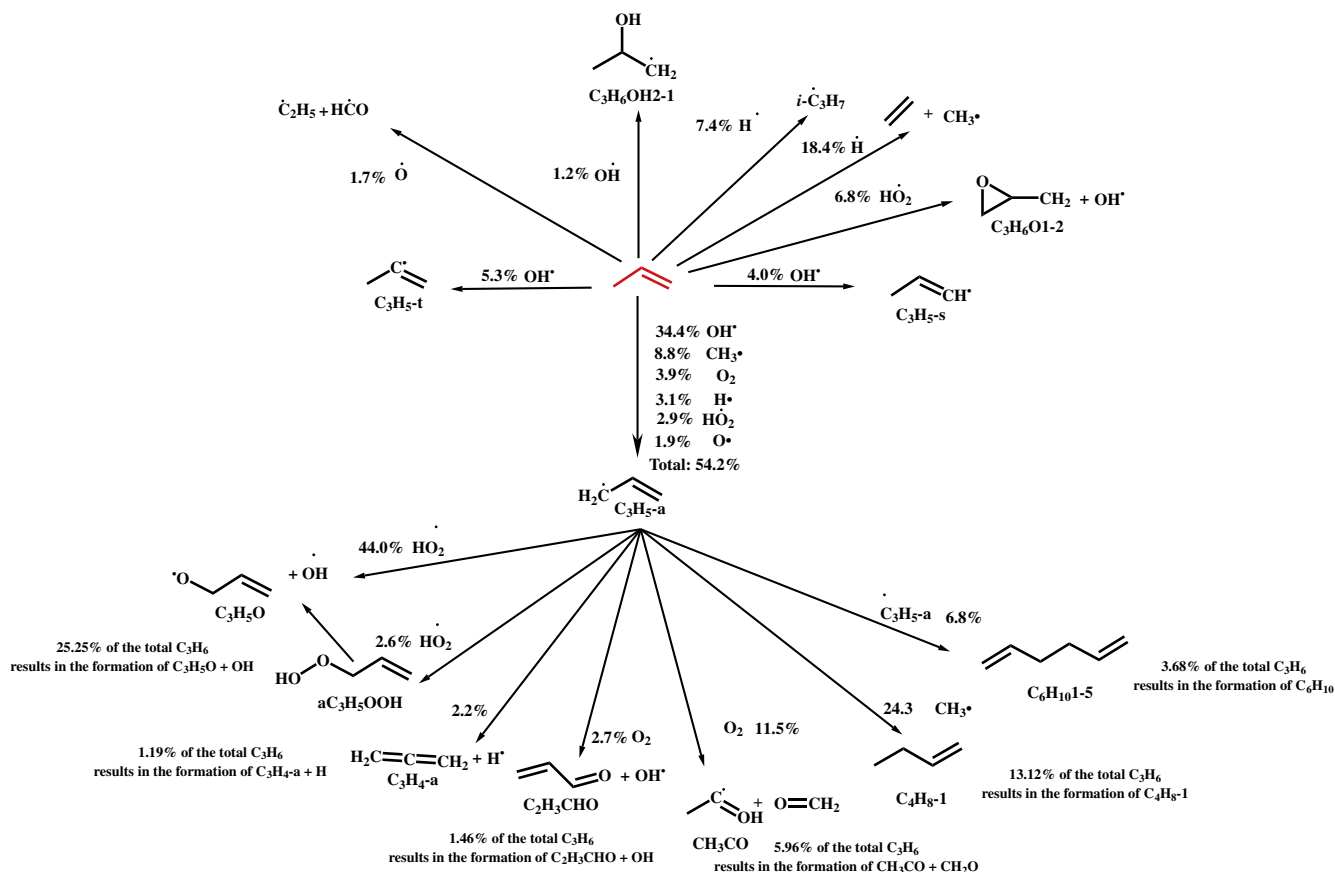 OH
ĊH₂
C₃H₆OH2-1
Ċ₂H₅ + HĊO
i-Ċ₃H₇
+ CH₃•
7.4% Ḣ
18.4% Ḣ
1.7% Ȯ
1.2% OḢ
6.8% HȮ₂
O
CH₂ + OH•
C₃H₆O1-2
C•
C₃H₅-t
5.3% OH•
4.0% OH•
CH•
C₃H₅-s
34.4% OH•
8.8% CH₃•
3.9% O₂
3.1% H•
2.9% HȮ₂
1.9% O•
Total: 54.2%
H₂Ċ
C₃H₅-a
44.0% HȮ₂
•O
+ OḢ
C₃H₅O
25.25% of the total C₃H₆
results in the formation of C₃H₅O + OH
2.6% HȮ₂
O
HO
aC₃H₅OOH
Ċ₃H₅-a 6.8%
C₆H₁₀1-5
3.68% of the total C₃H₆
results in the formation of C₆H₁₀
2.2%
2.7% O₂
O₂ 11.5%
24.3 CH₃•
1.19% of the total C₃H₆
results in the formation of C₃H₄-a + H
H₂C=C=CH₂ + H•
C₃H₄-a
O + OH•
C₂H₃CHO
1.46% of the total C₃H₆
results in the formation of C₂H₃CHO + OH
C•
OH
+ O=CH₂
CH₃CO
5.96% of the total C₃H₆
results in the formation of CH₃CO + CH₂O
C₄H₈-1
13.12% of the total C₃H₆
results in the formation of C₄H₈-1